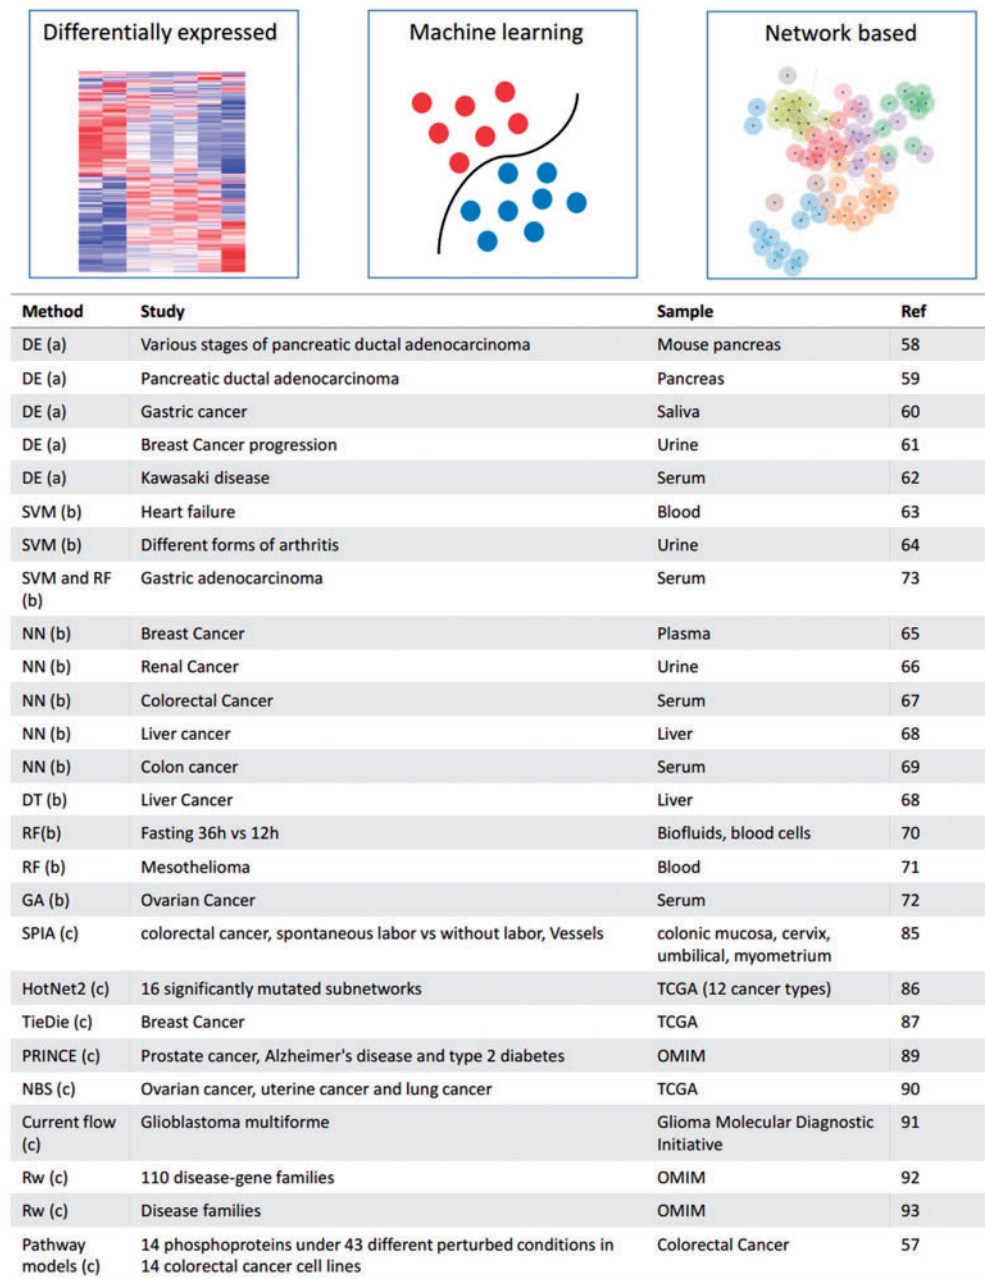 Differentially expressed
Machine learning
Network based
Method Study Sample Ref
DE (a) Various stages of pancreatic ductal adenocarcinoma Mouse pancreas 58
DE (a) Pancreatic ductal adenocarcinoma Pancreas 59
DE (a) Gastric cancer Saliva 60
DE (a) Breast Cancer progression Urine 61
DE (a) Kawasaki disease Serum 62
SVM (b) Heart failure Blood 63
SVM (b) Different forms of arthritis Urine 64
SVM and RF Gastric adenocarcinoma Serum 73
(b)
NN (b) Breast Cancer Plasma 65
NN (b) Renal Cancer Urine 66
NN (b) Colorectal Cancer Serum 67
NN (b) Liver cancer Liver 68
NN (b) Colon cancer Serum 69
DT (b) Liver Cancer Liver 68
RF(b) Fasting 36h vs 12h Biofluids, blood cells 70
RF (b) Mesothelioma Blood 71
GA (b) Ovarian Cancer Serum 72
SPIA (c) colorectal cancer, spontaneous labor vs without labor, Vessels colonic mucosa, cervix, 85
umbilical, myometrium
HotNet2 (c) 16 significantly mutated subnetworks TCGA (12 cancer types) 86
TieDie (c) Breast Cancer TCGA 87
PRINCE (c) Prostate cancer, Alzheimer's disease and type 2 diabetes OMIM 89
NBS (c) Ovarian cancer, uterine cancer and lung cancer TCGA 90
Current flow Glioblastoma multiforme Glioma Molecular Diagnostic 91
(c) Initiative
Rw (c) 110 disease-gene families OMIM 92
Rw (c) Disease families OMIM 93
Pathway 14 phosphoproteins under 43 different perturbed conditions in Colorectal Cancer 57
models (c) 14 colorectal cancer cell lines